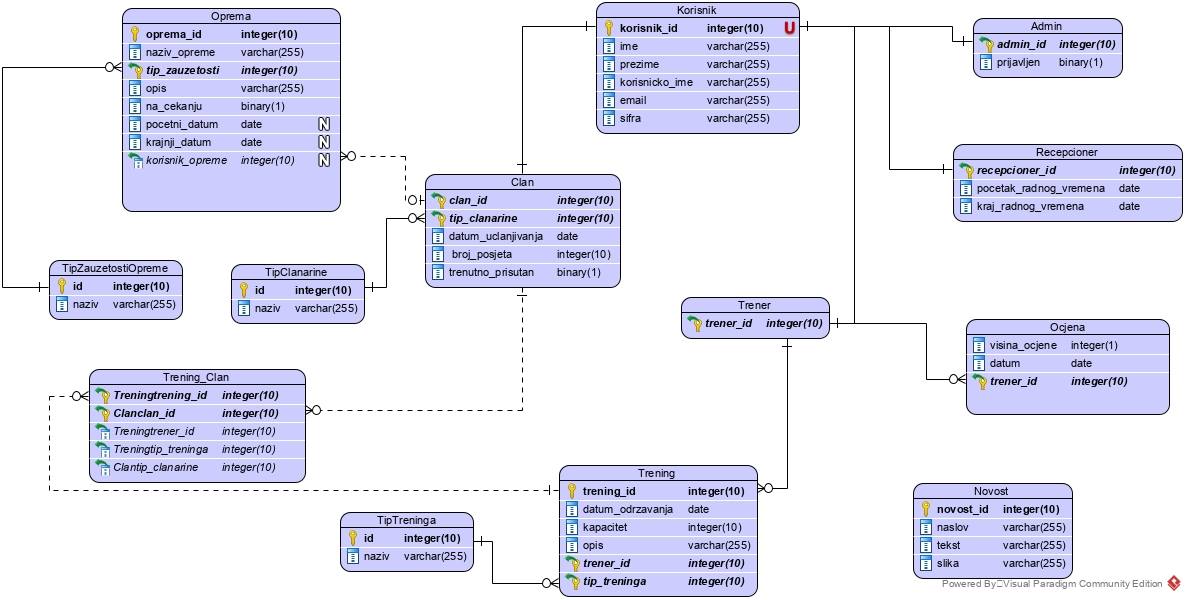 Oprema
oprema_id integer(10)
naziv_opreme varchar(255)
tip_zauzetosti integer(10)
opis varchar(255)
na_cekanju binary(1)
pocetni_datum date N
krajnji_datum date N
korisnik_opreme integer(10) N
Korisnik
korisnik_id integer(10) U
ime varchar(255)
prezime varchar(255)
korisnicko_ime varchar(255)
email varchar(255)
sifra varchar(255)
Admin
admin_id integer(10)
prijavljen binary(1)
Recepcioner
recepcioner_id integer(10)
pocetak_radnog_vremena date
kraj_radnog_vremena date
Clan
clan_id integer(10)
tip_clanarine integer(10)
datum_uclanjivanja date
broj_posjeta integer(10)
trenutno_prisutan binary(1)
TipZauzetostiOpreme
id integer(10)
naziv varchar(255)
TipClanarine
id integer(10)
naziv varchar(255)
Trener
trener_id integer(10)
Ocjena
visina_ocjene integer(1)
datum date
trener_id integer(10)
Trening_Clan
Treningtrening_id integer(10)
Clanclan_id integer(10)
Treningtrener_id integer(10)
Treningtip_treninga integer(10)
Clantip_clanarine integer(10)
Trening
trening_id integer(10)
datum_odrzavanja date
kapacitet integer(10)
opis varchar(255)
trener_id integer(10)
tip_treninga integer(10)
TipTreninga
id integer(10)
naziv varchar(255)
Novost
novost_id integer(10)
naslov varchar(255)
tekst varchar(255)
slika varchar(255)
Powered By Visual Paradigm Community Edition